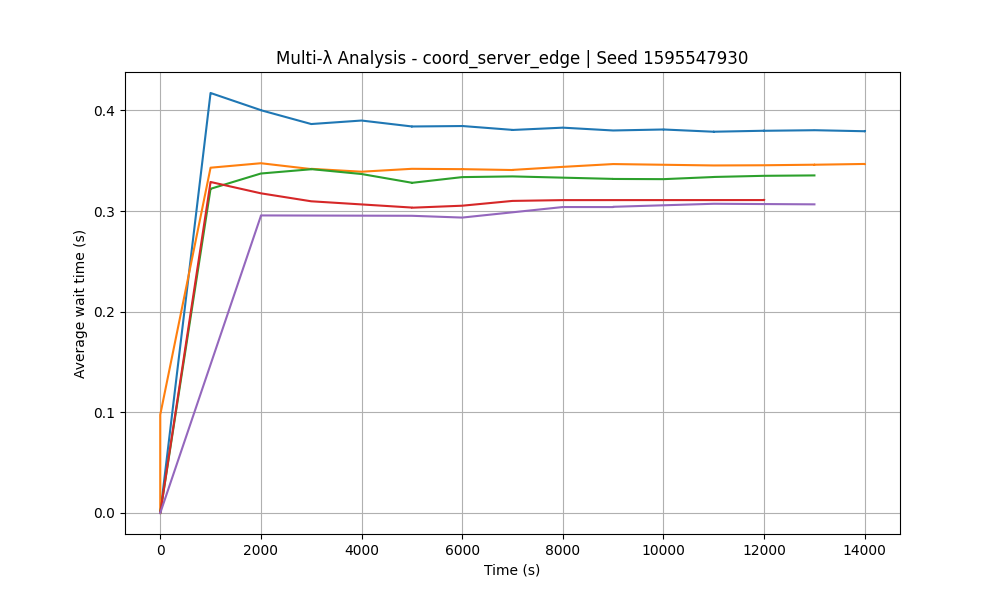 Multi-λ Analysis - coord_server_edge | Seed 1595547930
0.4
0.3
0.2
0.1
0.0
Average wait time (s)
0 2000 4000 6000 8000 10000 12000 14000
Time (s)